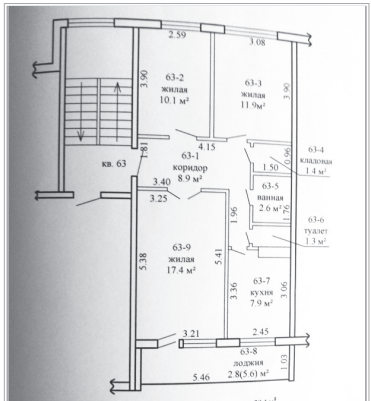 2.59
3.08
3.90
63-2
жилая
10.1 м²
63-3
жилая
11.9м²
3.90
63-4
кладовая
1.4 м²
1.81
63-1
коридор
8.9 м²
4.15
0.96
1.50
кв. 63
63-5
ванная
2.6 м²
3.40
3.25
1.96
1.76
63-6
туалет
1.3 м²
5.38
63-9
жилая
17.4 м²
5.41
3.36
63-7
кухня
7.9 м²
3.06
3.21
2.45
63-8
лоджия
2.8(5.6) м²
1.03
5.46